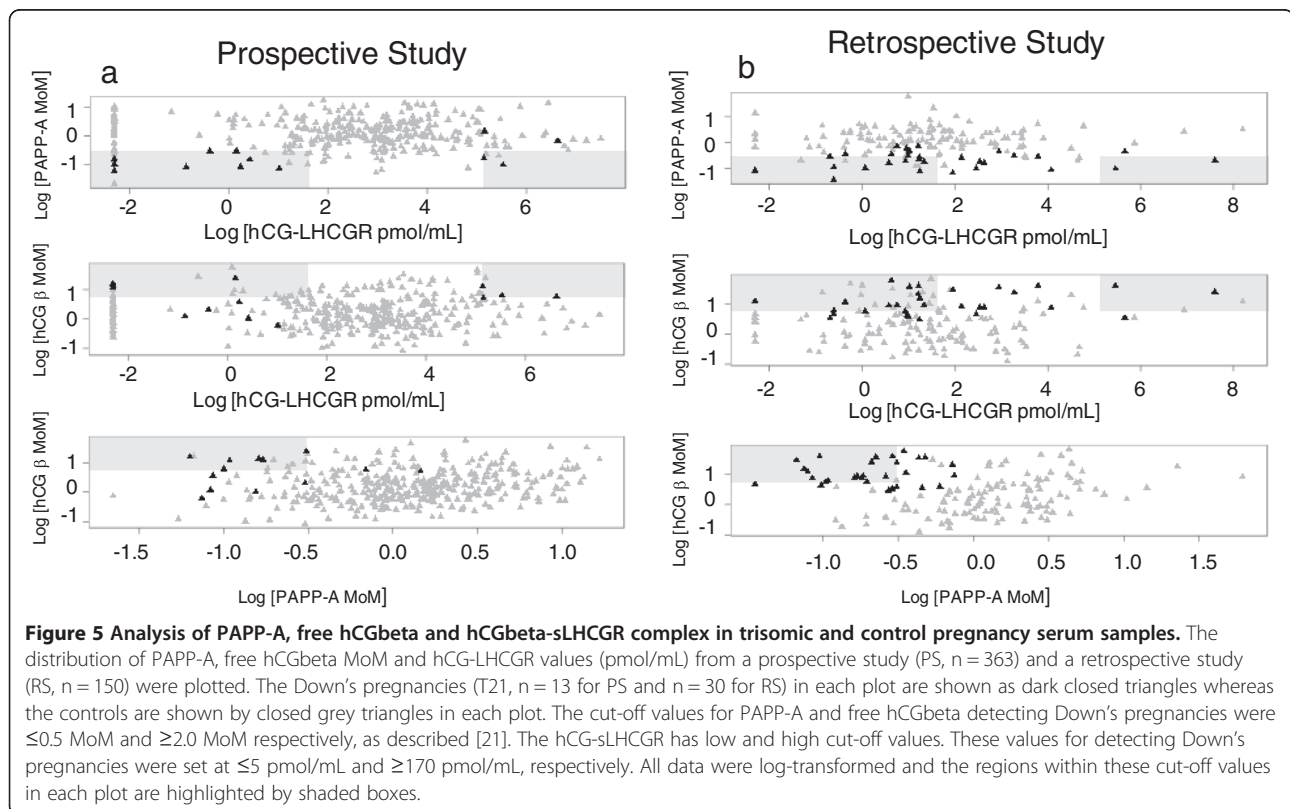 Prospective Study
Retrospective Study
a
b
Log [PAPP-A MoM]
1
0
-1
-2
0
2
4
6
Log [hCG-LHCGR pmol/mL]
Log [hCG β MoM]
1
0
-1
-2
0
2
4
6
Log [hCG-LHCGR pmol/mL]
Log [hCG β MoM]
1
0
-1
-1.5
-1.0
-0.5
0.0
0.5
1.0
Log [PAPP-A MoM]
Log [PAPP-A MoM]
1
0
-1
-2
0
2
4
6
8
Log [hCG-LHCGR pmol/mL]
Log [hCG β MoM]
1
0
-1
-2
0
2
4
6
8
Log [hCG-LHCGR pmol/mL]
Log [hCG β MoM]
1
0
-1
-1.0
-0.5
0.0
0.5
1.0
1.5
Log [PAPP-A MoM]
Figure 5 Analysis of PAPP-A, free hCGbeta and hCGbeta-sLHCGR complex in trisomic and control pregnancy serum samples. The
distribution of PAPP-A, free hCGbeta MoM and hCG-LHCGR values (pmol/mL) from a prospective study (PS, n = 363) and a retrospective study
(RS, n = 150) were plotted. The Down's pregnancies (T21, n = 13 for PS and n = 30 for RS) in each plot are shown as dark closed triangles whereas
the controls are shown by closed grey triangles in each plot. The cut-off values for PAPP-A and free hCGbeta detecting Down's pregnancies were
≤0.5 MoM and ≥2.0 MoM respectively, as described [21]. The hCG-sLHCGR has low and high cut-off values. These values for detecting Down's
pregnancies were set at ≤5 pmol/mL and ≥170 pmol/mL, respectively. All data were log-transformed and the regions within these cut-off values
in each plot are highlighted by shaded boxes.